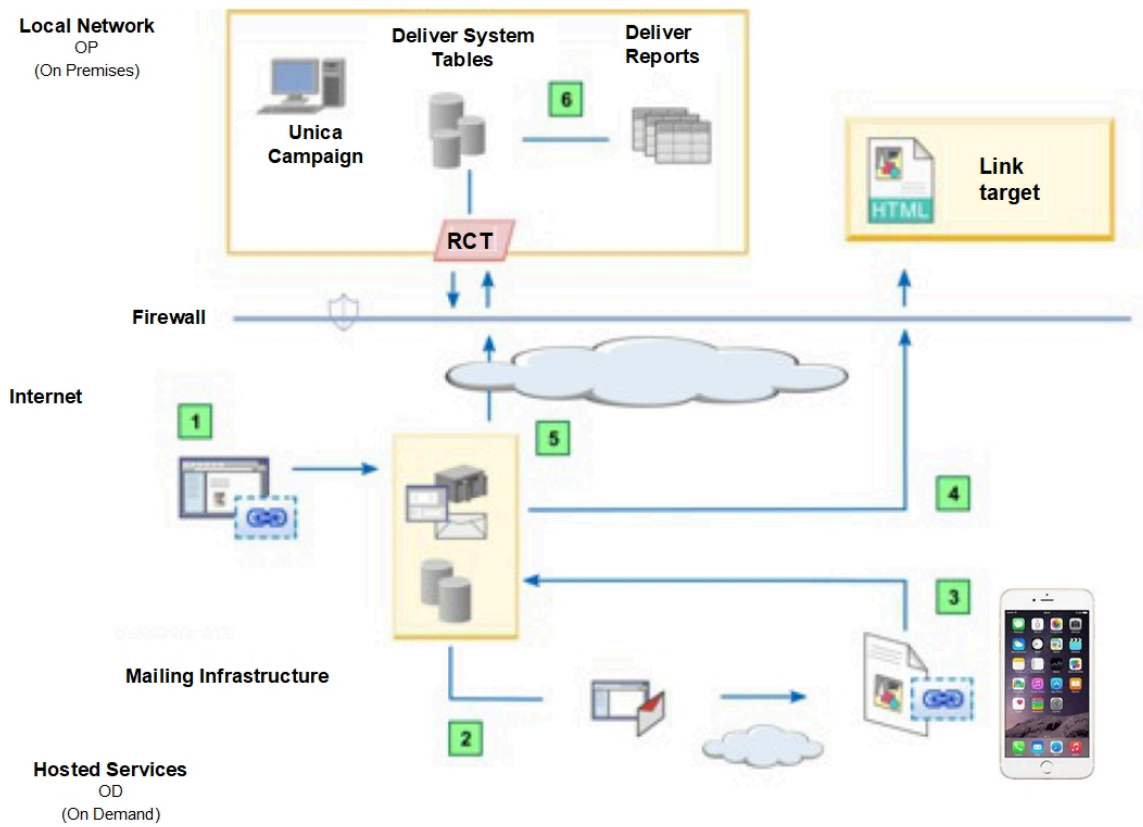 Local Network
OP
(On Premises)
Deliver System
Tables
Deliver
Reports
6
Unica
Campaign
Link
target
HTML
RCT
Firewall
Internet
1
5
4
3
Mailing Infrastructure
2
Hosted Services
OD
(On Demand)